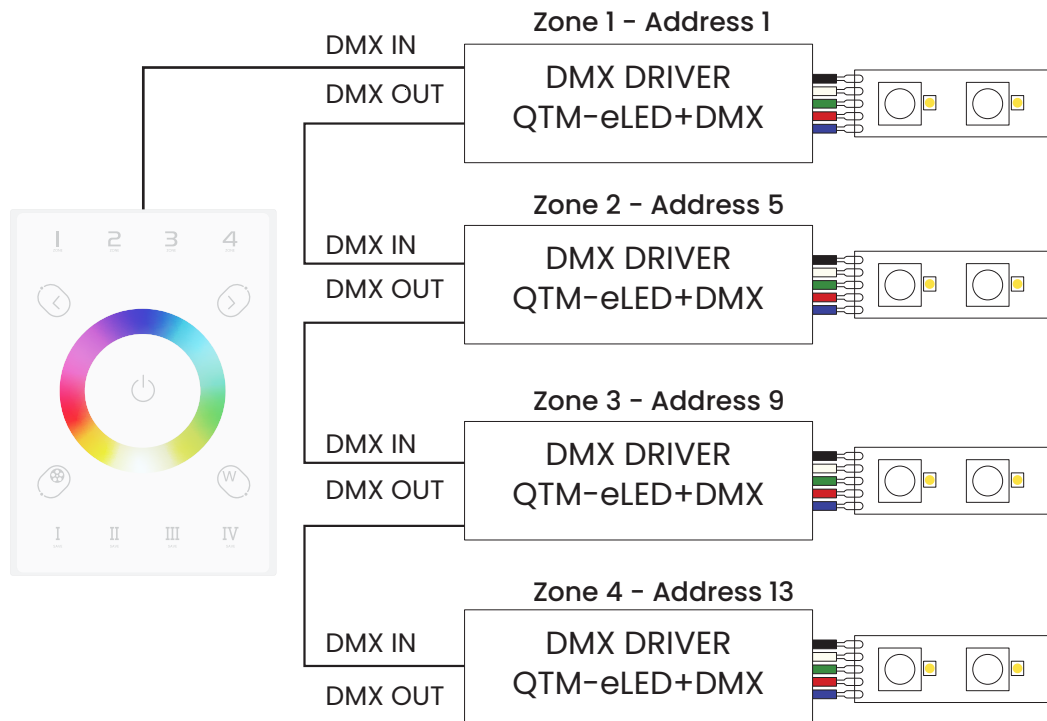 Zone 1 - Address 1
DMX IN
DMX OUT
DMX DRIVER
QTM-eLED+DMX
Zone 2 - Address 5
DMX IN
DMX OUT
DMX DRIVER
QTM-eLED+DMX
1 2 3 4
Zone 3 - Address 9
DMX IN
DMX OUT
DMX DRIVER
QTM-eLED+DMX
W
I II III IV
Zone 4 - Address 13
DMX IN
DMX OUT
DMX DRIVER
QTM-eLED+DMX